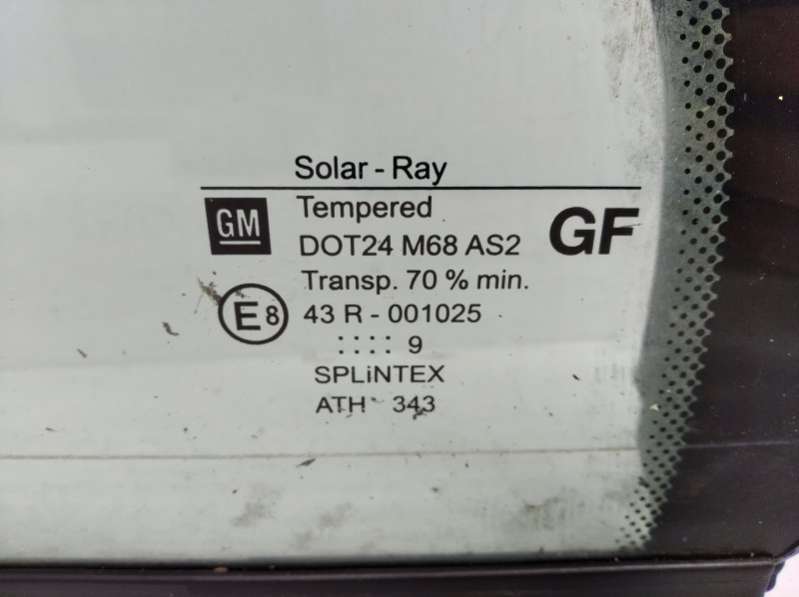 Solar - Ray
GM
Tempered
DOT24 M68 AS2
GF
Transp. 70 % min.
E8
43 R - 001025
:::: 9
SPLiNTEX
ATH 343